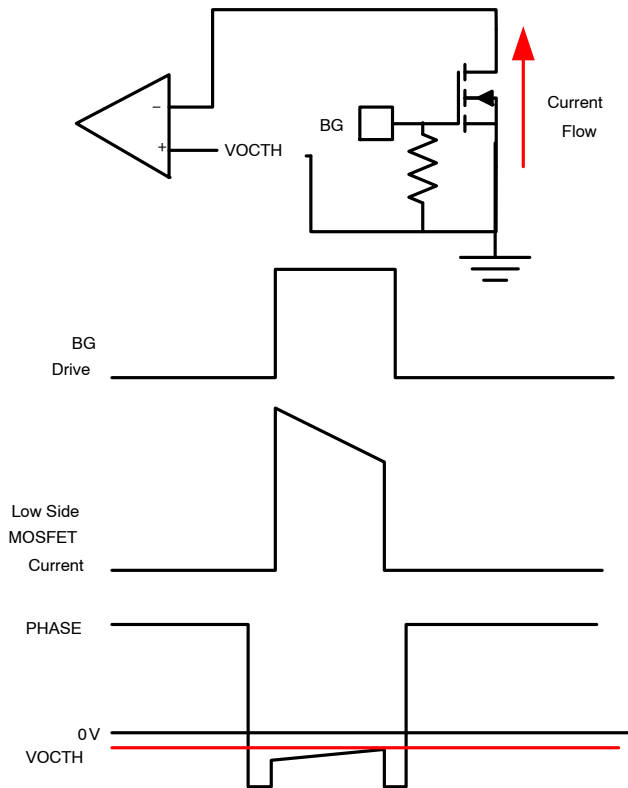 −
+
VOCTH
BG
Current
Flow
BG
Drive
Low Side
MOSFET
Current
PHASE
0 V
VOCTH